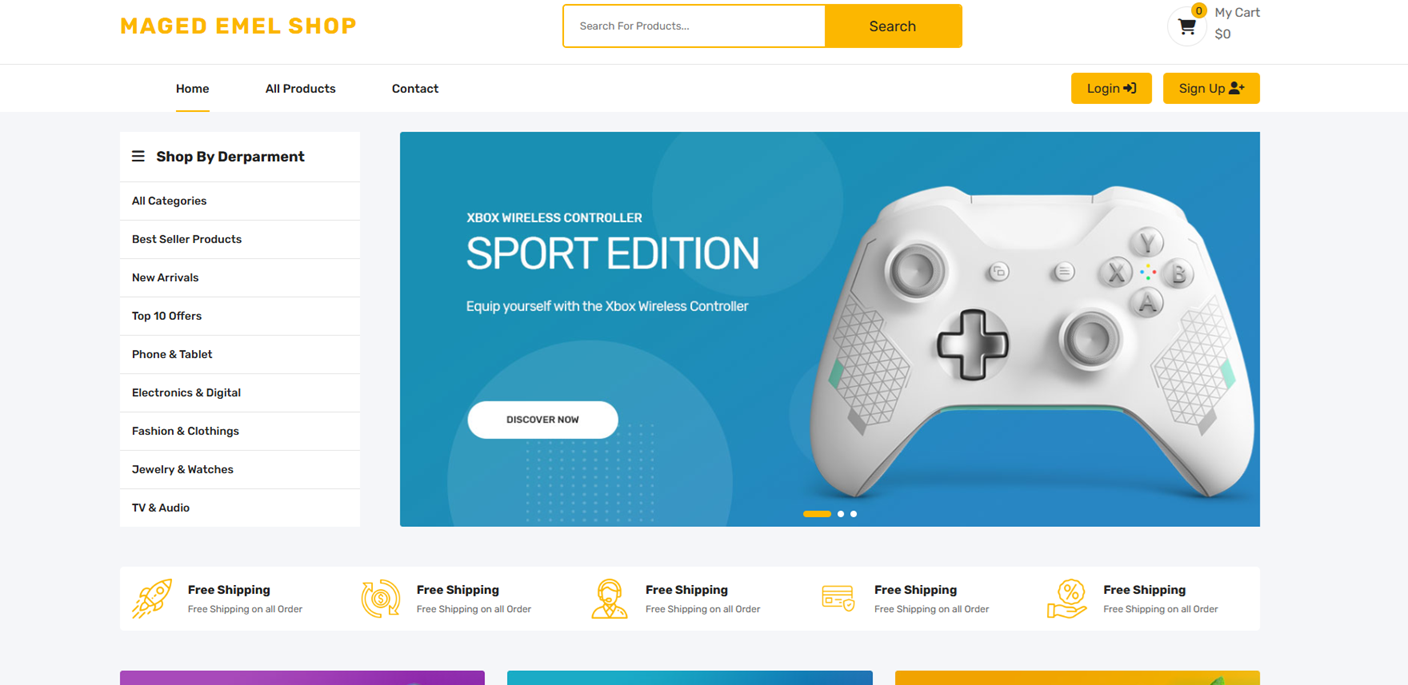 MAGED EMEL SHOP
Search For Products...
Search
0
My Cart
$0
Home
All Products
Contact
Login
Sign Up
Shop By Derparment
All Categories
Best Seller Products
New Arrivals
Top 10 Offers
Phone & Tablet
Electronics & Digital
Fashion & Clothings
Jewelry & Watches
TV & Audio
XBOX WIRELESS CONTROLLER
SPORT EDITION
Equip yourself with the Xbox Wireless Controller
DISCOVER NOW
Y
X
B
A
Free Shipping
Free Shipping on all Order
Free Shipping
Free Shipping on all Order
Free Shipping
Free Shipping on all Order
Free Shipping
Free Shipping on all Order
Free Shipping
Free Shipping on all Order